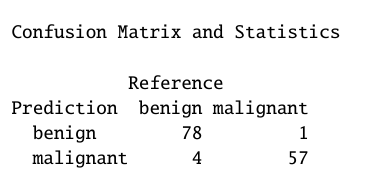 Confusion Matrix and Statistics
Reference
Prediction benign malignant
benign 78 1
malignant 4 57